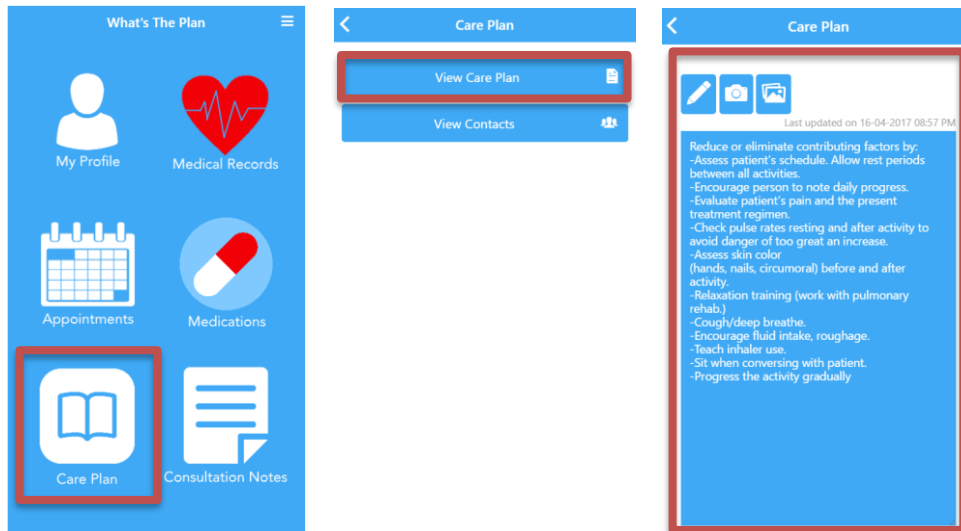 What's The Plan
My Profile
Medical Records
Appointments
Medications
Care Plan
Consultation Notes
Care Plan
View Care Plan
View Contacts
Care Plan
Last updated on 16-04-2017 08:57 PM
Reduce or eliminate contributing factors by:
-Assess patient's schedule. Allow rest periods
between all activities.
-Encourage person to note daily progress.
-Evaluate patient's pain and the present
treatment regimen.
-Check pulse rates resting and after activity to
avoid danger of too great an increase.
-Assess skin color
(hands, nails, circumoral) before and after
activity.
-Relaxation training (work with pulmonary
rehab.)
-Cough/deep breathe.
-Encourage fluid intake, roughage.
-Teach inhaler use.
-Sit when conversing with patient.
-Progress the activity gradually